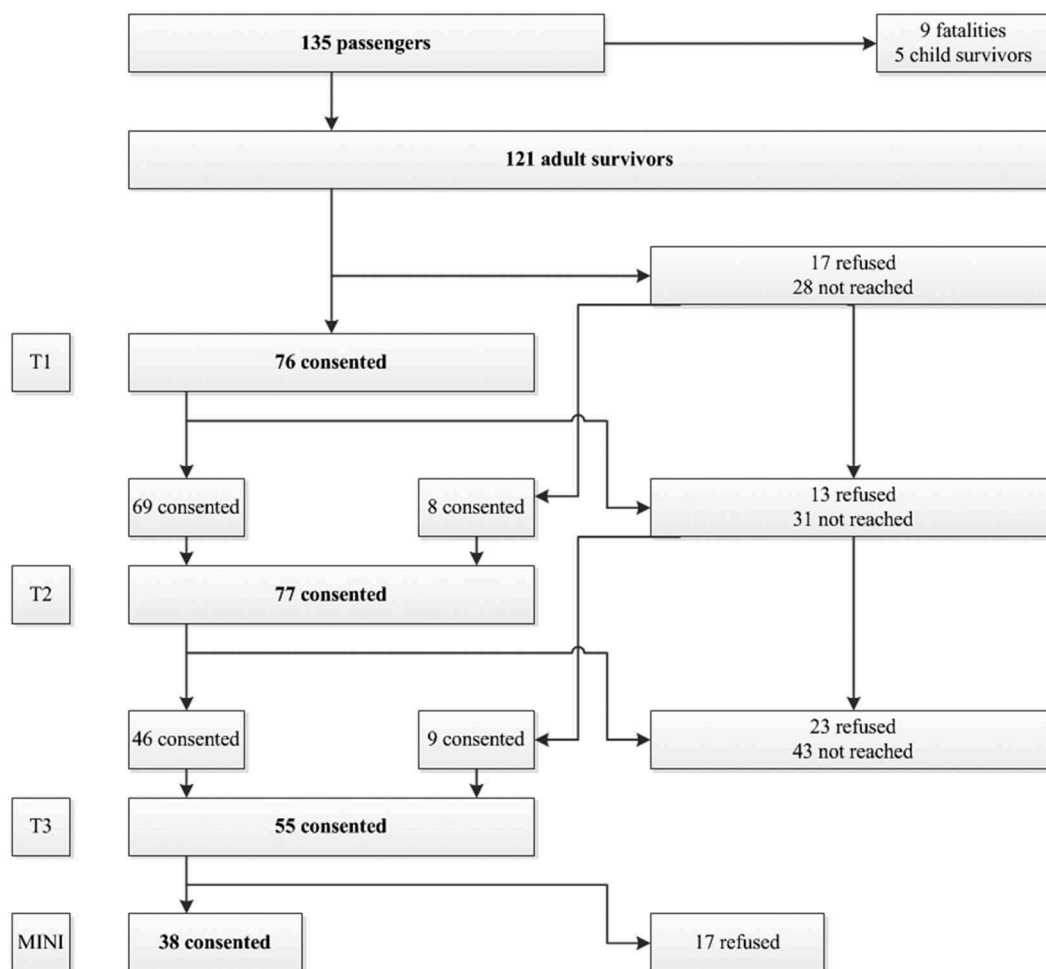 135 passengers
9 fatalities
5 child survivors
121 adult survivors
17 refused
28 not reached
T1
76 consented
69 consented
8 consented
13 refused
31 not reached
T2
77 consented
46 consented
9 consented
23 refused
43 not reached
T3
55 consented
MINI
38 consented
17 refused